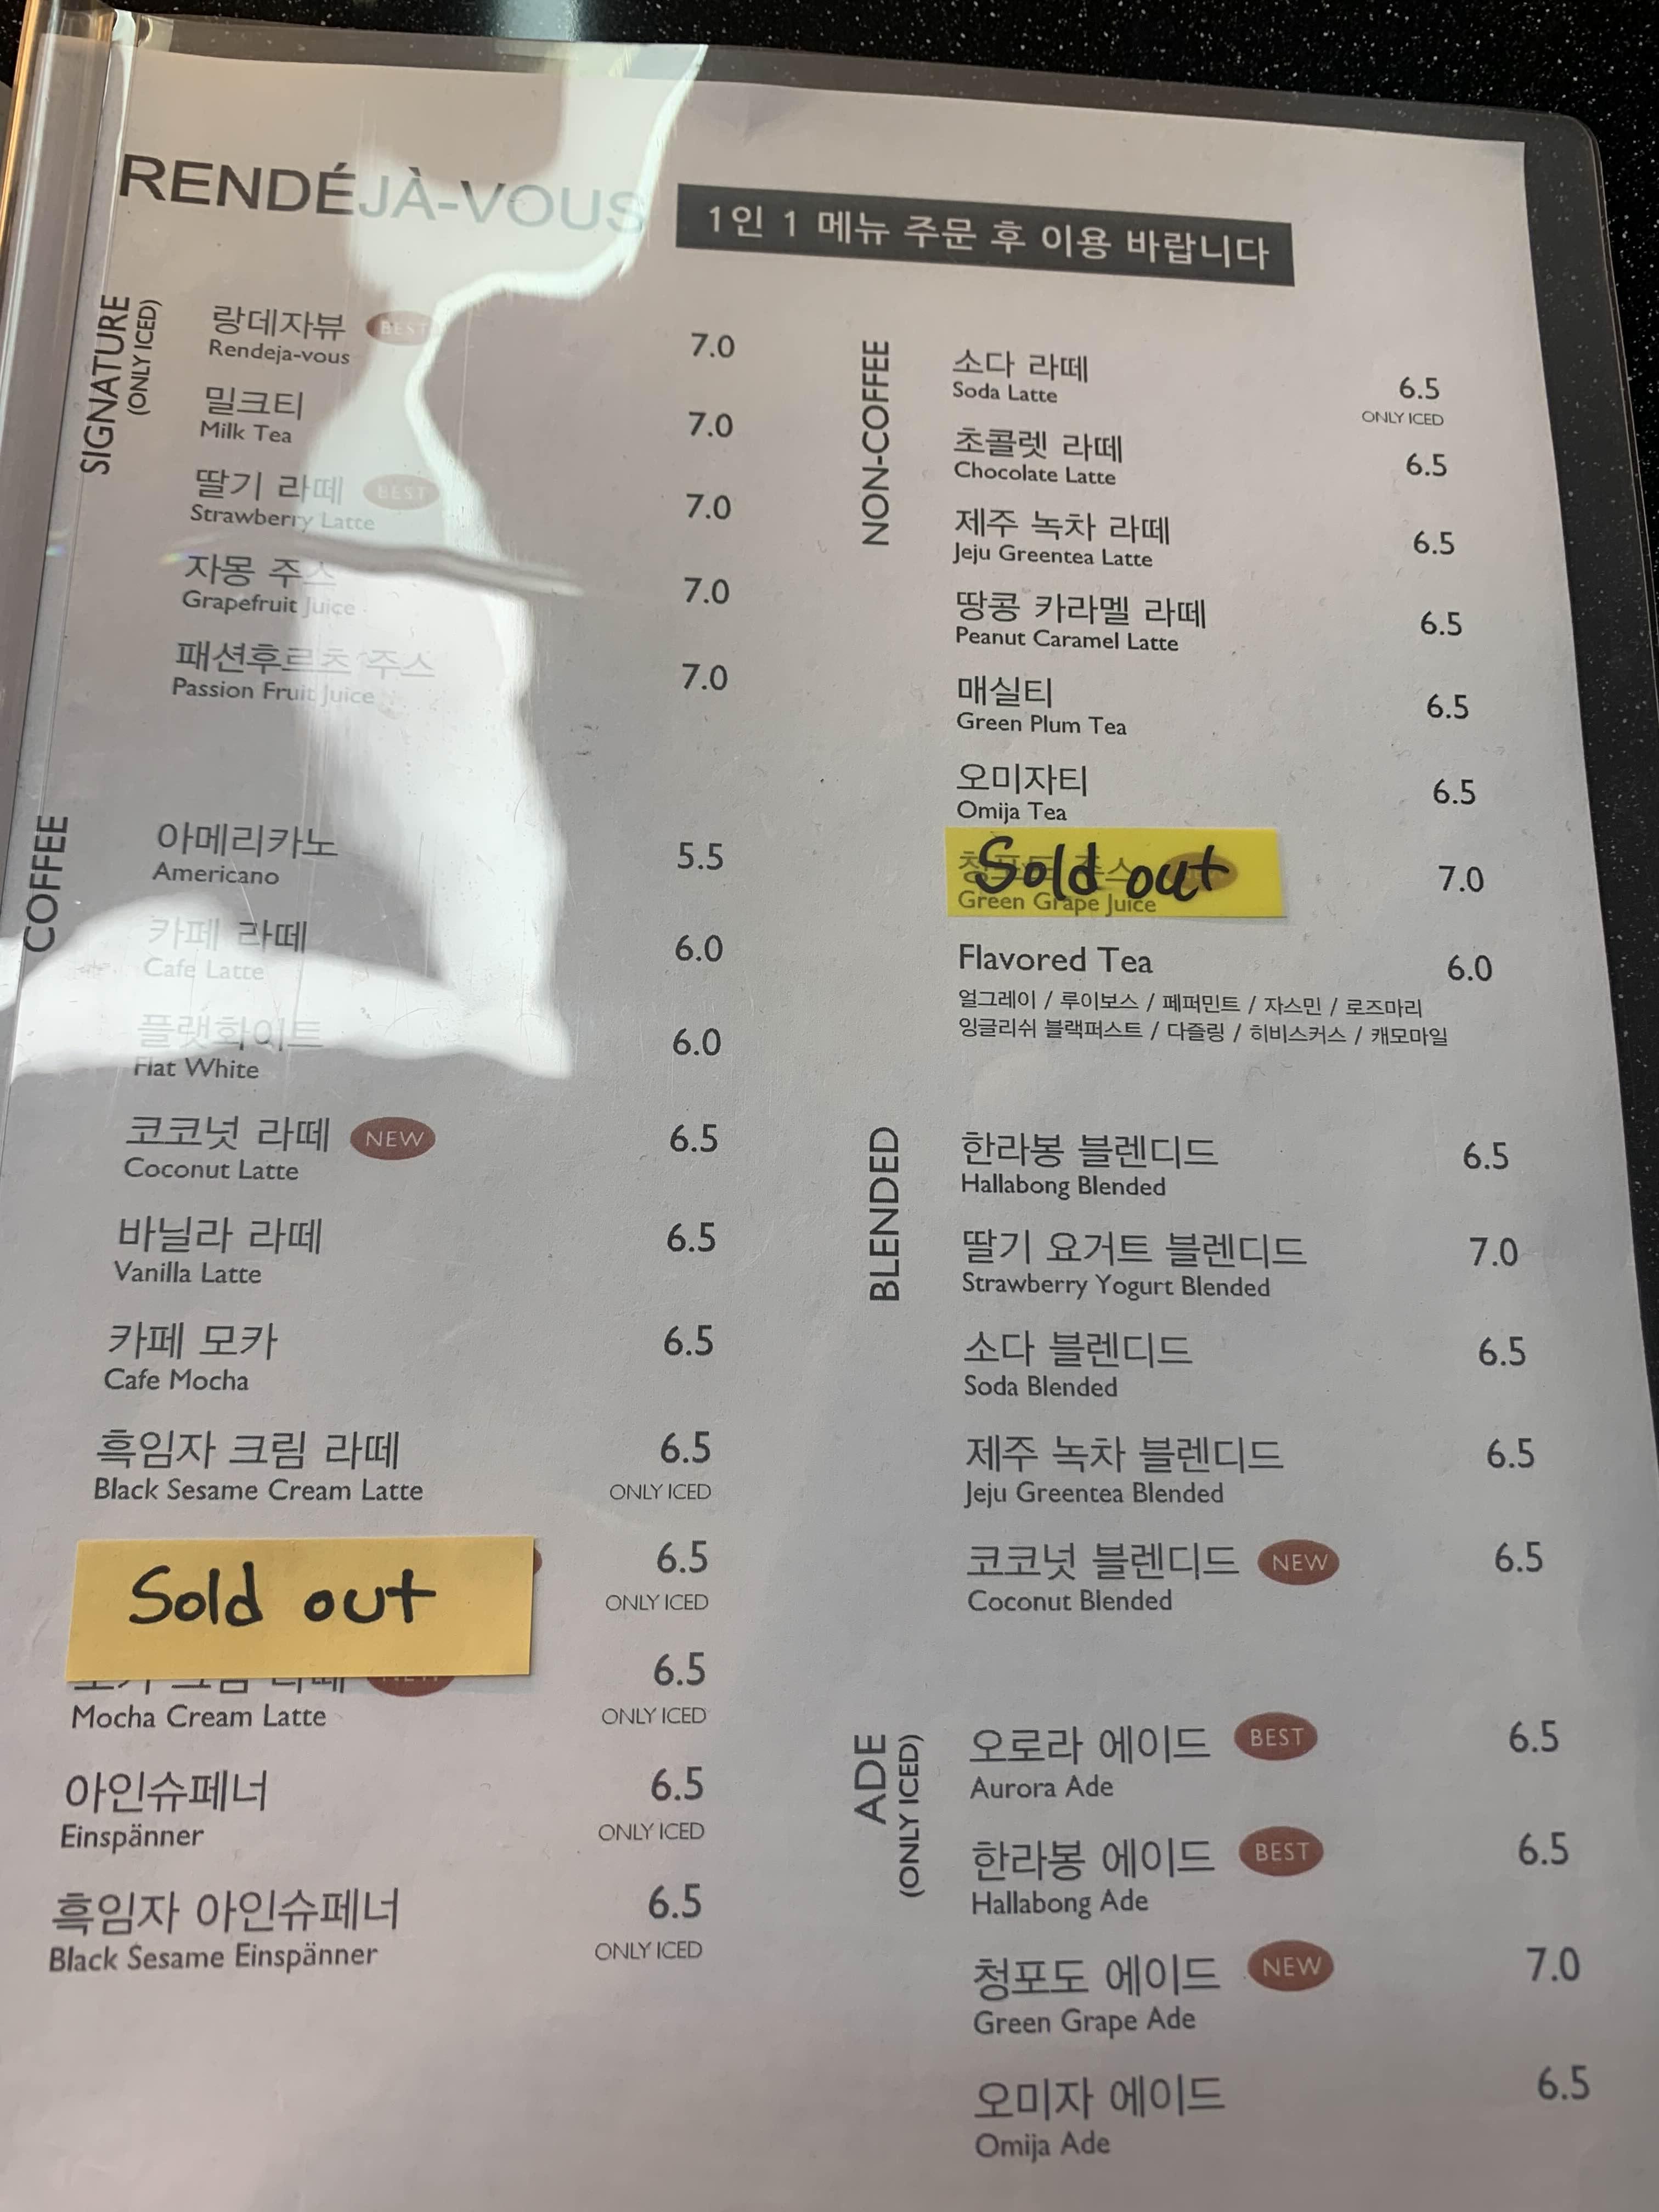 RENDÉJÀ-VOUS
1인 1 메뉴 주문 후 이용 바랍니다
SIGNATURE
(ONLY ICED)
랑데자뷰 BEST 7.0
Rendeja-vous
밀크티 7.0
Milk Tea
딸기 라떼 BEST 7.0
Strawberry Latte
자몽 주스 7.0
Grapefruit Juice
패션후르츠 주스 7.0
Passion Fruit Juice
COFFEE
아메리카노 5.5
Americano
카페 라떼 6.0
Cafe Latte
플랫화이트 6.0
Flat White
코코넛 라떼 NEW 6.5
Coconut Latte
바닐라 라떼 6.5
Vanilla Latte
카페 모카 6.5
Cafe Mocha
흑임자 크림 라떼 6.5
Black Sesame Cream Latte ONLY ICED
Sold out 6.5
ONLY ICED
6.5
Mocha Cream Latte ONLY ICED
아인슈페너 6.5
Einspänner ONLY ICED
흑임자 아인슈페너 6.5
Black Sesame Einspänner ONLY ICED
NON-COFFEE
소다 라떼 6.5
Soda Latte ONLY ICED
초콜렛 라떼 6.5
Chocolate Latte
제주 녹차 라떼 6.5
Jeju Greentea Latte
땅콩 카라멜 라떼 6.5
Peanut Caramel Latte
매실티 6.5
Green Plum Tea
오미자티 6.5
Omija Tea
Sold out 7.0
Green Grape Juice
Flavored Tea 6.0
얼그레이 / 루이보스 / 페퍼민트 / 자스민 / 로즈마리
잉글리쉬 블랙퍼스트 / 다즐링 / 히비스커스 / 캐모마일
BLENDED
한라봉 블렌디드 6.5
Hallabong Blended
딸기 요거트 블렌디드 7.0
Strawberry Yogurt Blended
소다 블렌디드 6.5
Soda Blended
제주 녹차 블렌디드 6.5
Jeju Greentea Blended
코코넛 블렌디드 NEW 6.5
Coconut Blended
ADE
(ONLY ICED)
오로라 에이드 BEST 6.5
Aurora Ade
한라봉 에이드 BEST 6.5
Hallabong Ade
청포도 에이드 NEW 7.0
Green Grape Ade
오미자 에이드 6.5
Omija Ade